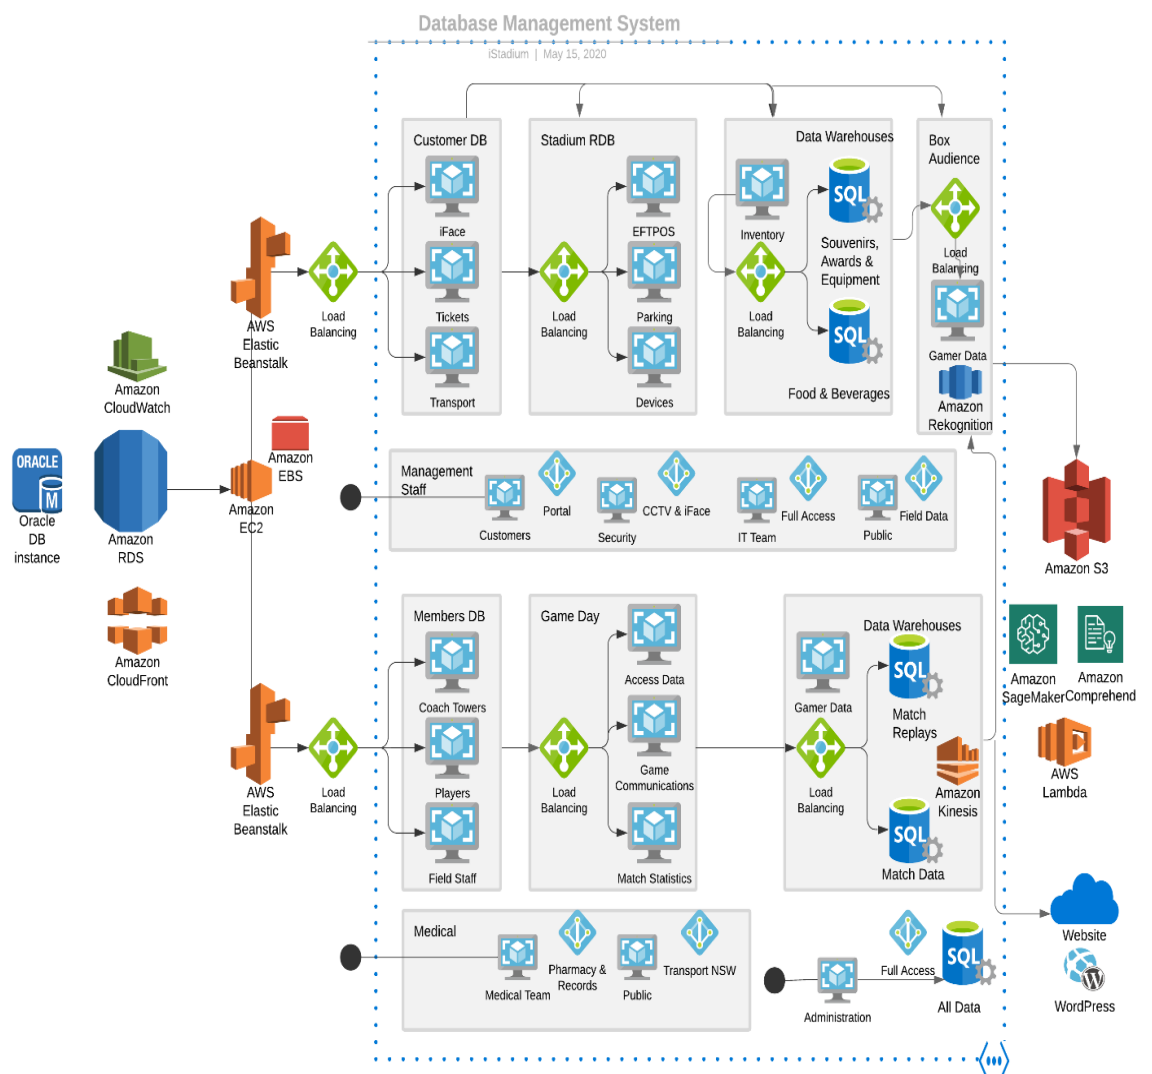 Database Management System
iStadium | May 15, 2020
Customer DB
iFace
Tickets
Transport
Stadium RDB
Load
Balancing
EFTPOS
Parking
Devices
Data Warehouses
Inventory
Load
Balancing
SQL
Souvenirs,
Awards &
Equipment
SQL
Food & Beverages
Box
Audience
Load
Balancing
Gamer Data
Amazon
Rekognition
AWS
Elastic
Beanstalk
Load
Balancing
Amazon
CloudWatch
ORACLE
M
Oracle
DB
instance
Amazon
RDS
Amazon
EBS
Amazon
EC2
Amazon
CloudFront
Management
Staff
Customers
Portal
Security
CCTV & iFace
IT Team
Full Access
Public
Field Data
Amazon S3
AWS
Elastic
Beanstalk
Load
Balancing
Members DB
Coach Towers
Players
Field Staff
Game Day
Load
Balancing
Access Data
Game
Communications
Match Statistics
Data Warehouses
Gamer Data
Load
Balancing
SQL
Match
Replays
Amazon
Kinesis
SQL
Match Data
Amazon
SageMaker
Amazon
Comprehend
AWS
Lambda
Medical
Medical Team
Pharmacy &
Records
Public
Transport NSW
Administration
Full Access
SQL
All Data
Website
W
WordPress